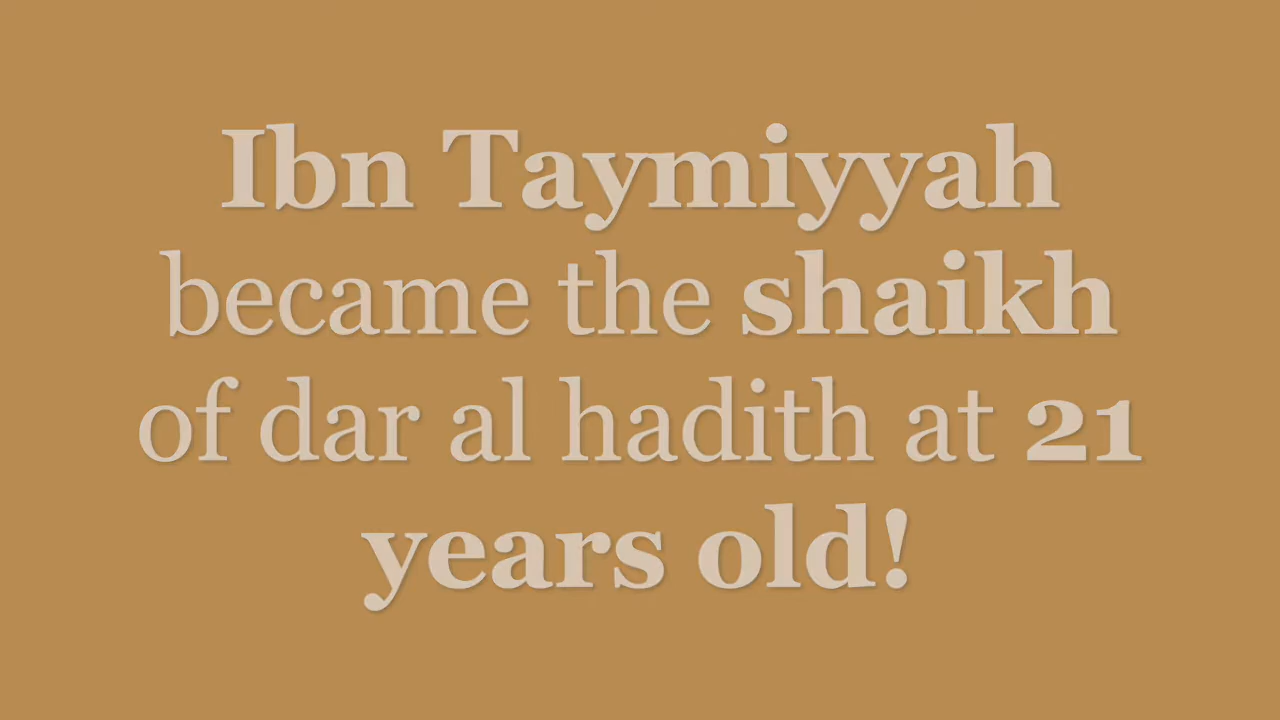 Ibn Taymiyyah
became the shaikh
of dar al hadith at 21
years old!